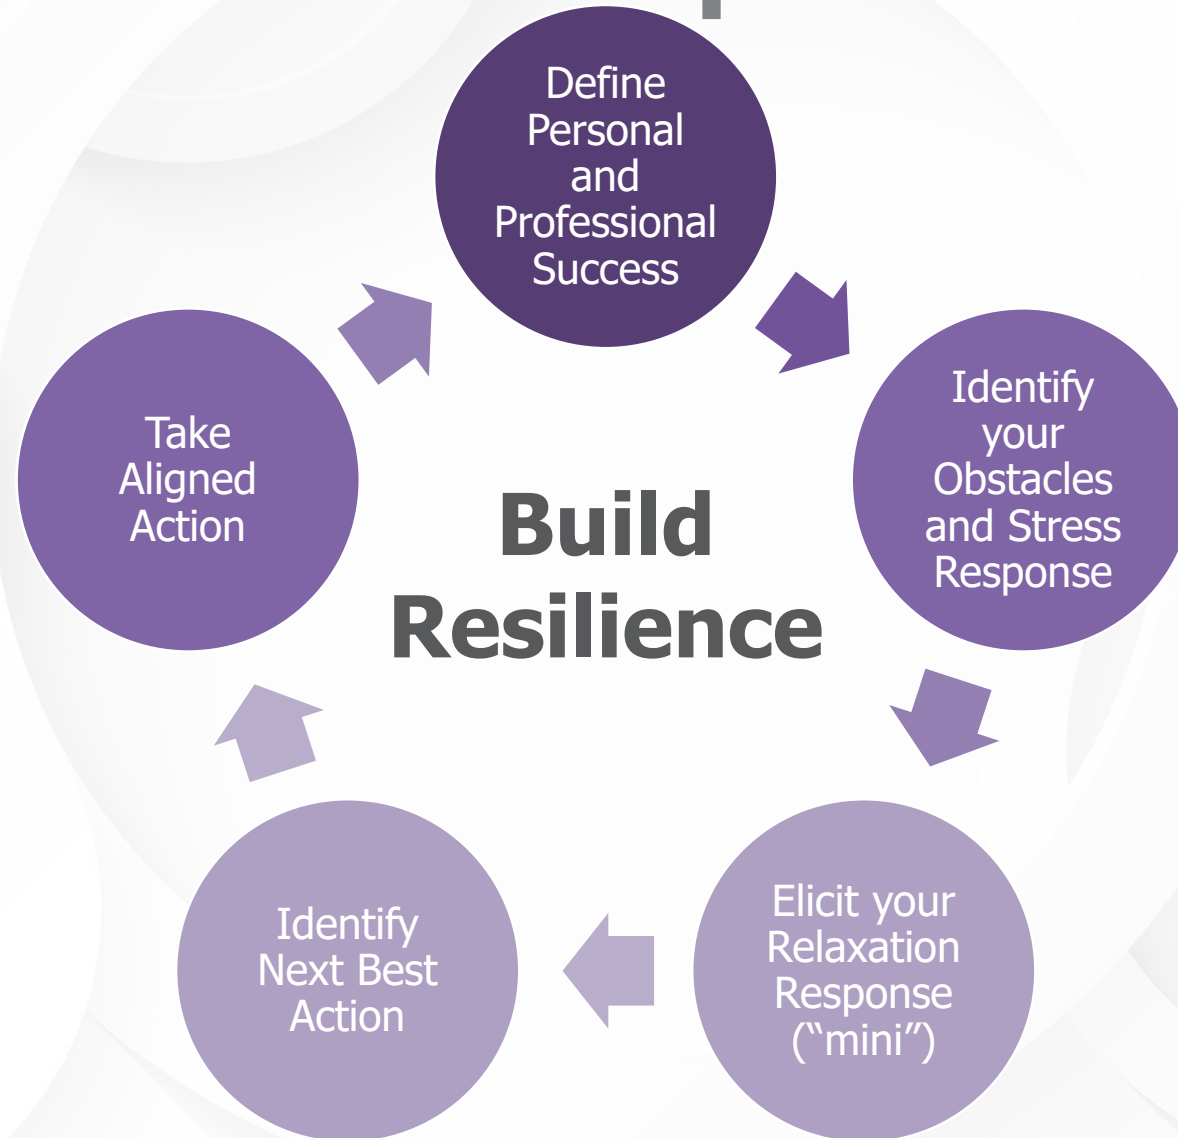 Define
Personal
and
Professional
Success
Identify
your
Obstacles
and Stress
Response
Elicit your
Relaxation
Response
(“mini”)
Identify
Next Best
Action
Take
Aligned
Action
Build
Resilience